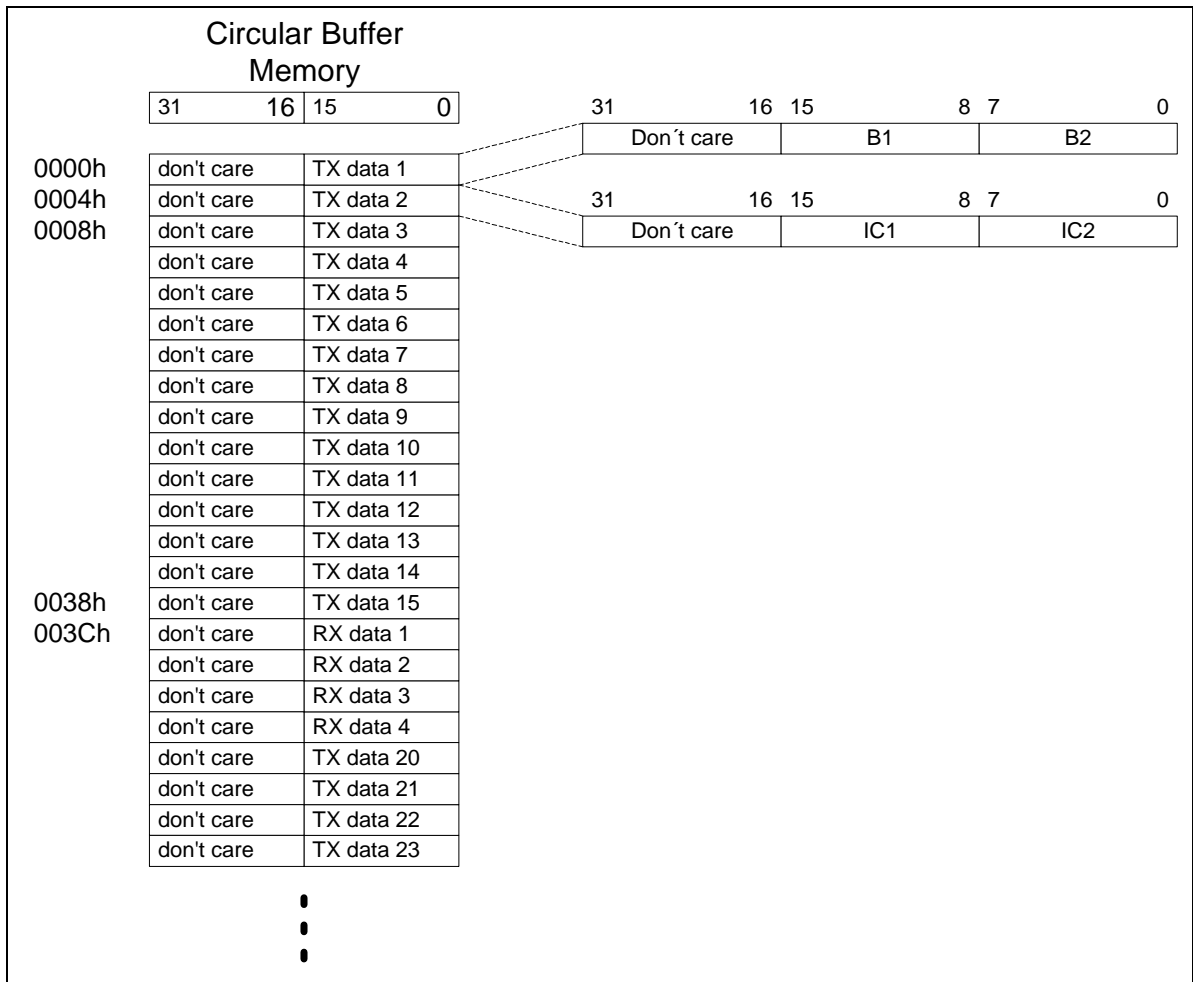 Circular Buffer
Memory
31 16 15 0
31 16 15 8 7 0
Don´t care B1 B2
0000h don't care TX data 1
0004h don't care TX data 2
31 16 15 8 7 0
0008h don't care TX data 3
Don´t care IC1 IC2
don't care TX data 4
don't care TX data 5
don't care TX data 6
don't care TX data 7
don't care TX data 8
don't care TX data 9
don't care TX data 10
don't care TX data 11
don't care TX data 12
don't care TX data 13
don't care TX data 14
0038h don't care TX data 15
003Ch don't care RX data 1
don't care RX data 2
don't care RX data 3
don't care RX data 4
don't care TX data 20
don't care TX data 21
don't care TX data 22
don't care TX data 23